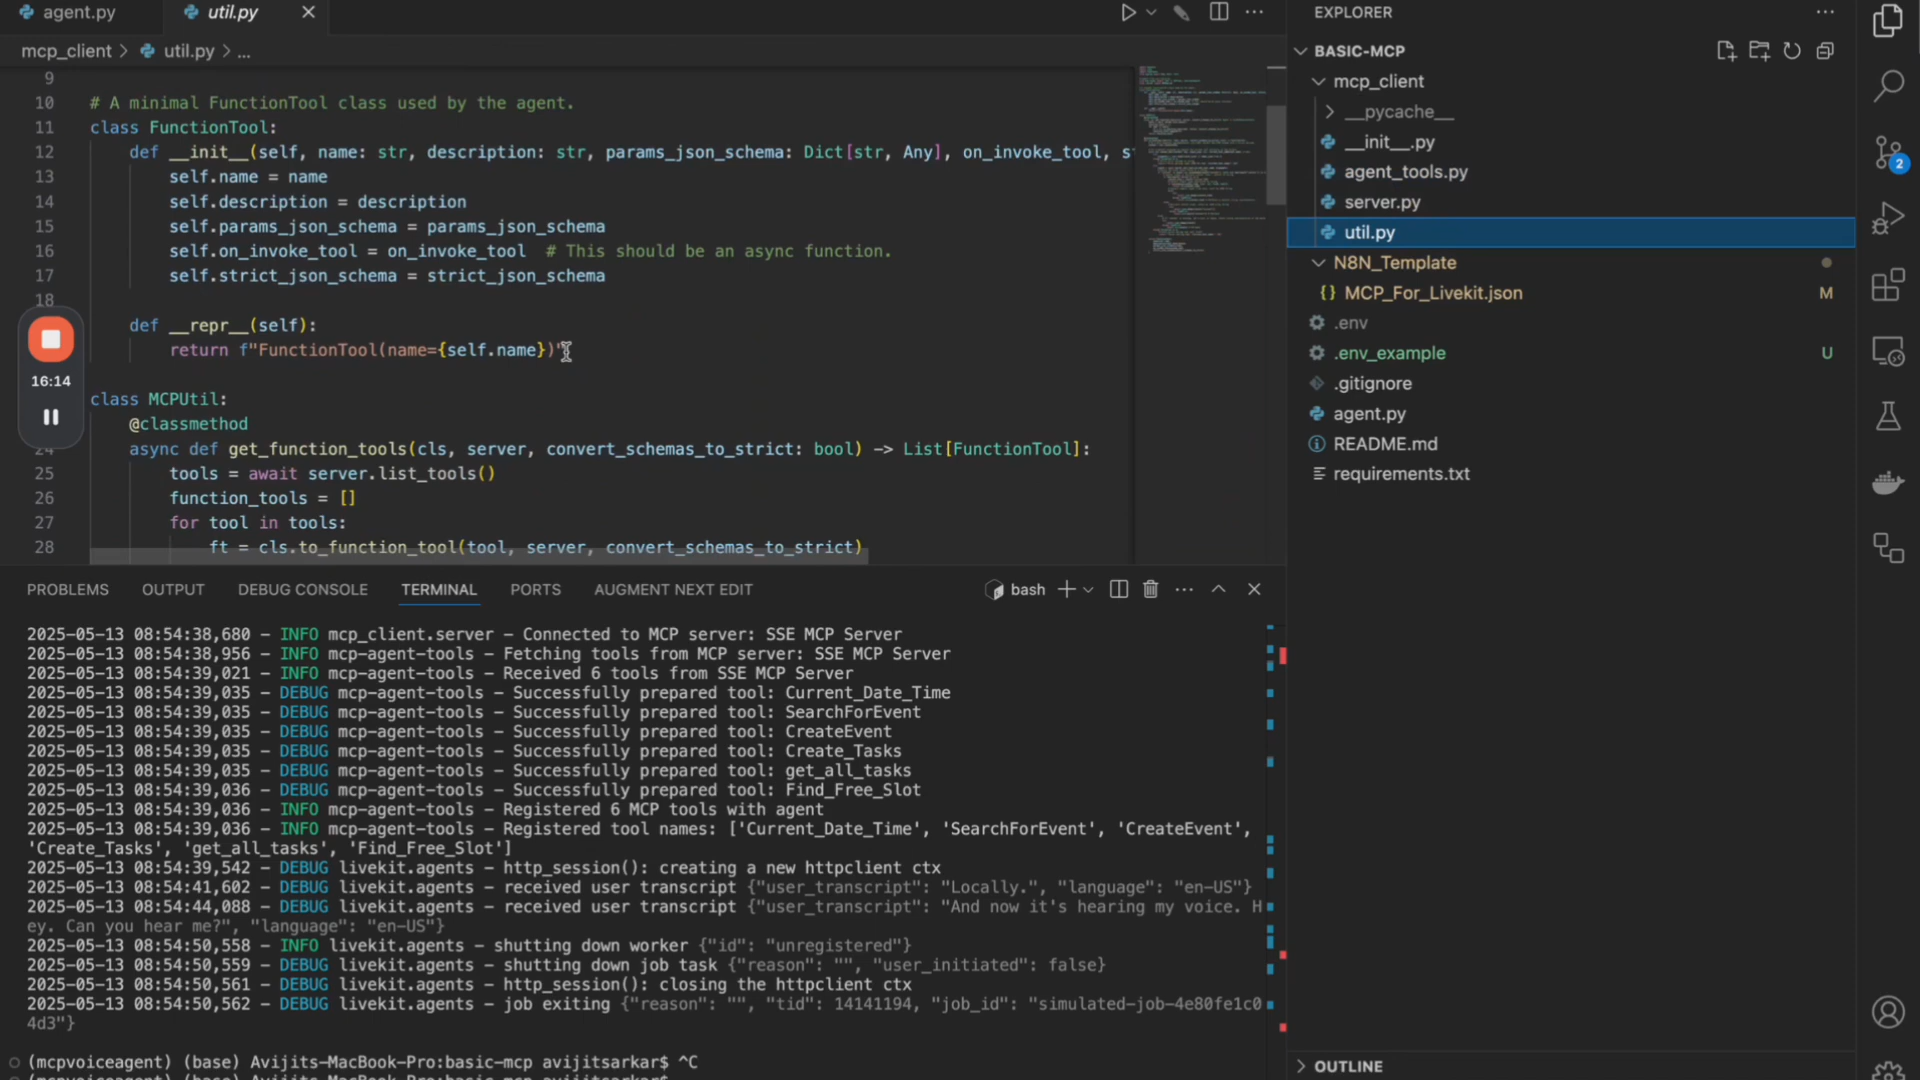 agent.py
util.py
mcp_client > util.py > ...
9
10 # A minimal FunctionTool class used by the agent.
11 class FunctionTool:
12 def __init__(self, name: str, description: str, params_json_schema: Dict[str, Any], on_invoke_tool, s
13 self.name = name
14 self.description = description
15 self.params_json_schema = params_json_schema
16 self.on_invoke_tool = on_invoke_tool # This should be an async function.
17 self.strict_json_schema = strict_json_schema
18
def __repr__(self):
return f"FunctionTool(name={self.name})"
class MCPUtil:
@classmethod
24 async def get_function_tools(cls, server, convert_schemas_to_strict: bool) -> List[FunctionTool]:
25 tools = await server.list_tools()
26 function_tools = []
27 for tool in tools:
28 ft = cls.to_function_tool(tool, server, convert_schemas_to_strict)
16:14
PROBLEMS OUTPUT DEBUG CONSOLE TERMINAL PORTS AUGMENT NEXT EDIT
bash
2025-05-13 08:54:38,680 - INFO mcp_client.server - Connected to MCP server: SSE MCP Server
2025-05-13 08:54:38,956 - INFO mcp-agent-tools - Fetching tools from MCP server: SSE MCP Server
2025-05-13 08:54:39,021 - INFO mcp-agent-tools - Received 6 tools from SSE MCP Server
2025-05-13 08:54:39,035 - DEBUG mcp-agent-tools - Successfully prepared tool: Current_Date_Time
2025-05-13 08:54:39,035 - DEBUG mcp-agent-tools - Successfully prepared tool: SearchForEvent
2025-05-13 08:54:39,035 - DEBUG mcp-agent-tools - Successfully prepared tool: CreateEvent
2025-05-13 08:54:39,035 - DEBUG mcp-agent-tools - Successfully prepared tool: Create_Tasks
2025-05-13 08:54:39,035 - DEBUG mcp-agent-tools - Successfully prepared tool: get_all_tasks
2025-05-13 08:54:39,036 - DEBUG mcp-agent-tools - Successfully prepared tool: Find_Free_Slot
2025-05-13 08:54:39,036 - INFO mcp-agent-tools - Registered 6 MCP tools with agent
2025-05-13 08:54:39,036 - INFO mcp-agent-tools - Registered tool names: ['Current_Date_Time', 'SearchForEvent', 'CreateEvent',
'Create_Tasks', 'get_all_tasks', 'Find_Free_Slot']
2025-05-13 08:54:39,542 - DEBUG livekit.agents - http_session(): creating a new httpclient ctx
2025-05-13 08:54:41,602 - DEBUG livekit.agents - received user transcript {"user_transcript": "Locally.", "language": "en-US"}
2025-05-13 08:54:44,088 - DEBUG livekit.agents - received user transcript {"user_transcript": "And now it's hearing my voice. H
ey. Can you hear me?", "language": "en-US"}
2025-05-13 08:54:50,558 - INFO livekit.agents - shutting down worker {"id": "unregistered"}
2025-05-13 08:54:50,559 - DEBUG livekit.agents - shutting down job task {"reason": "", "user_initiated": false}
2025-05-13 08:54:50,561 - DEBUG livekit.agents - http_session(): closing the httpclient ctx
2025-05-13 08:54:50,562 - DEBUG livekit.agents - job exiting {"reason": "", "tid": 14141194, "job_id": "simulated-job-4e80fe1c0
4d3"}
(mcpvoiceagent) (base) Avijits-MacBook-Pro:basic-mcp avijitsarkar$ ^C
(mcpvoiceagent) (base) Avijits-MacBook-Pro:basic-mcp avijitsarkar$
EXPLORER
BASIC-MCP
mcp_client
__pycache__
__init__.py
agent_tools.py
server.py
util.py
N8N_Template
MCP_For_Livekit.json M
.env
.env_example U
.gitignore
agent.py
README.md
requirements.txt
OUTLINE
2